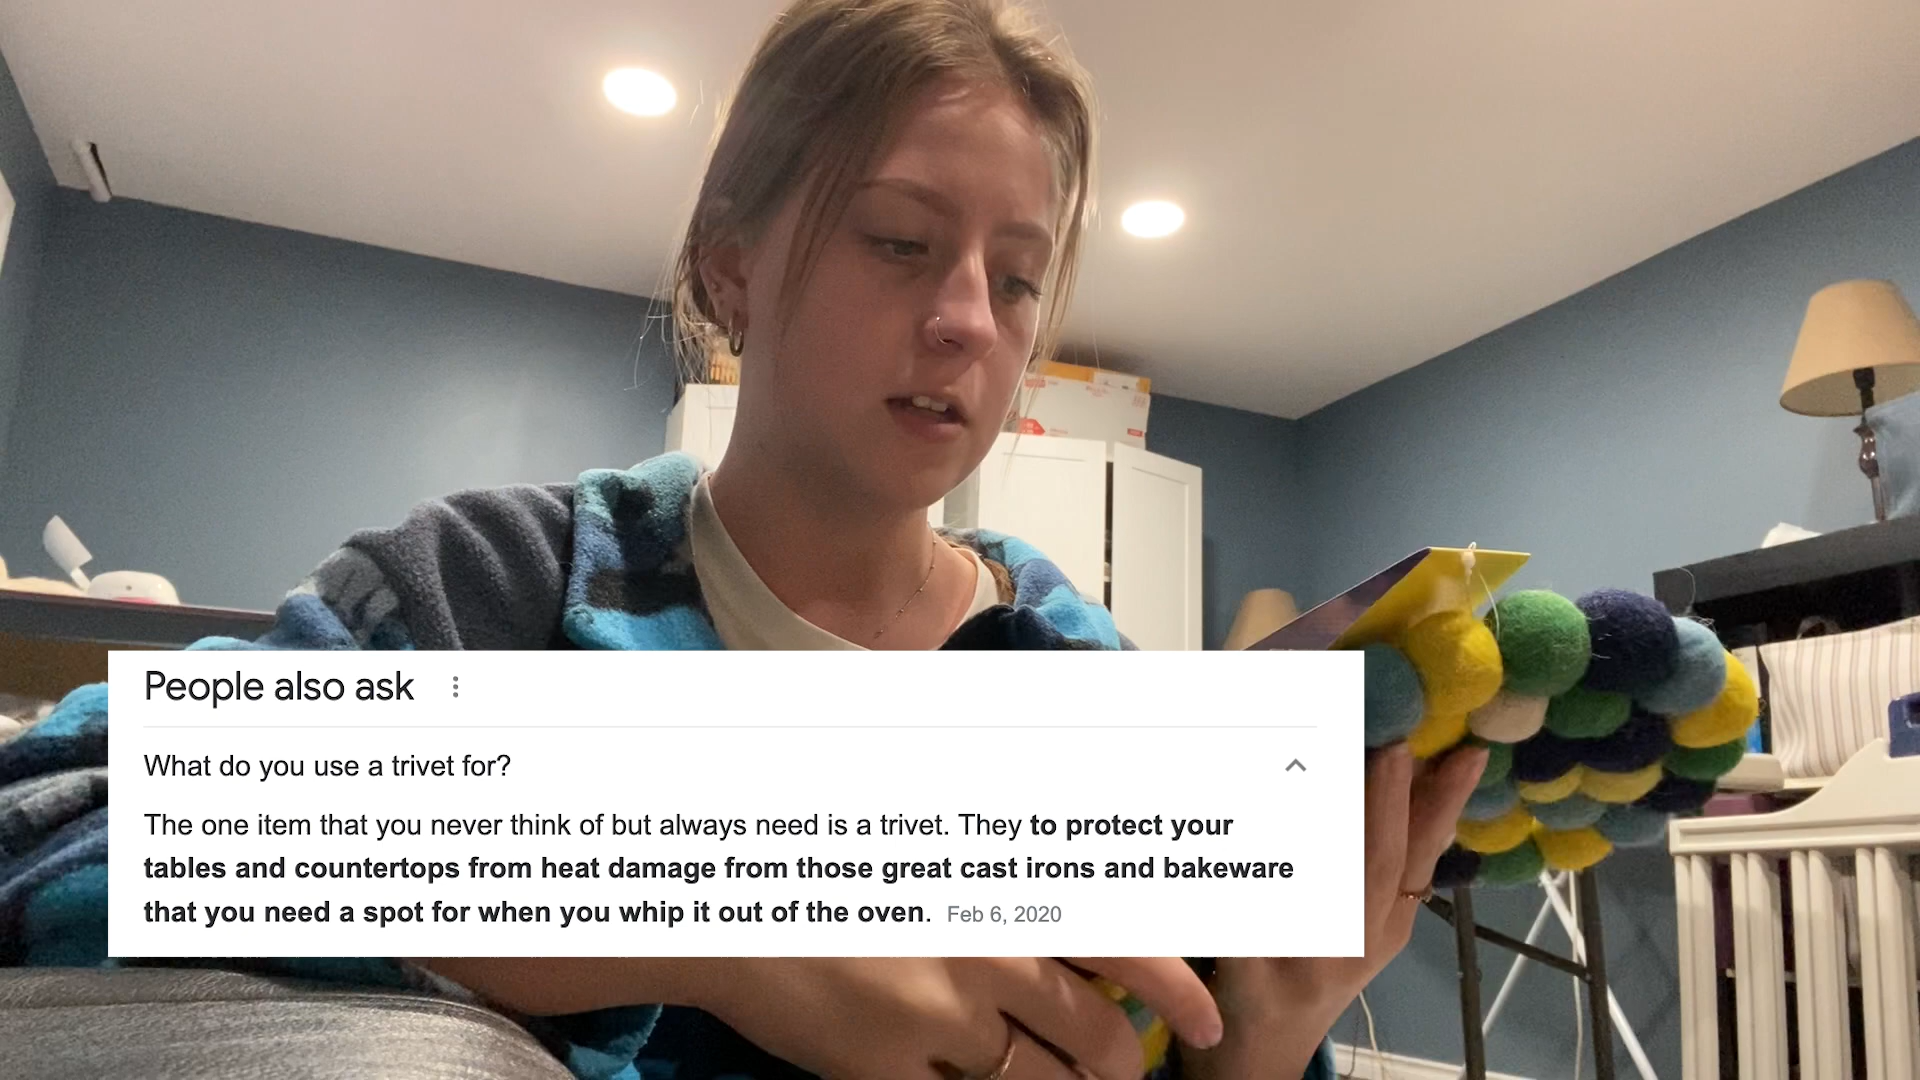 People also ask
What do you use a trivet for?
The one item that you never think of but always need is a trivet. They to protect your
tables and countertops from heat damage from those great cast irons and bakeware
that you need a spot for when you whip it out of the oven. Feb 6, 2020